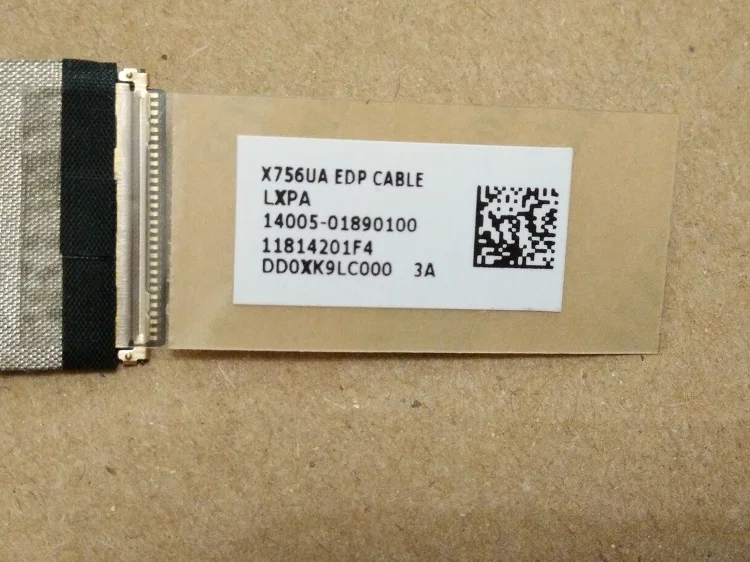 X756UA EDP CABLE
LXPA
14005-01890100
11814201F4
DD0XK9LC000 3A